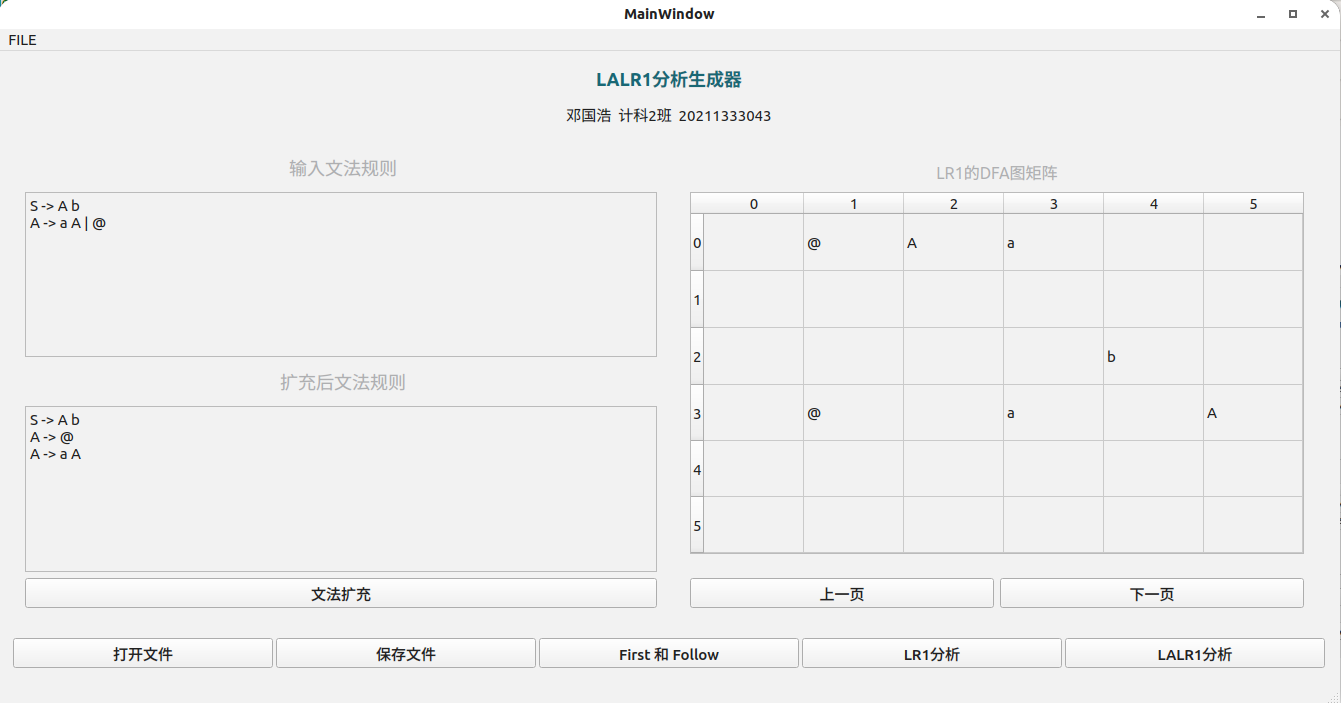 MainWindow
FILE
LALR1分析生成器
邓国浩 计科2班 20211333043
输入文法规则
S -> A b
A -> a A | @
扩充后文法规则
S -> A b
A -> @
A -> a A
文法扩充
LR1的DFA图矩阵
0 1 2 3 4 5
0 @ A a
1
2 b
3 @ a A
4
5
上一页 下一页
打开文件 保存文件 First 和 Follow LR1分析 LALR1分析